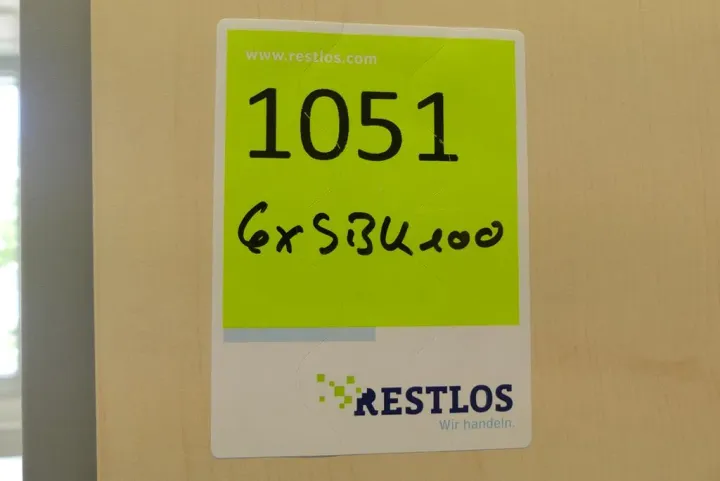 www.restlos.com
1051
6xSBK100
RESTLOS
Wir handeln.